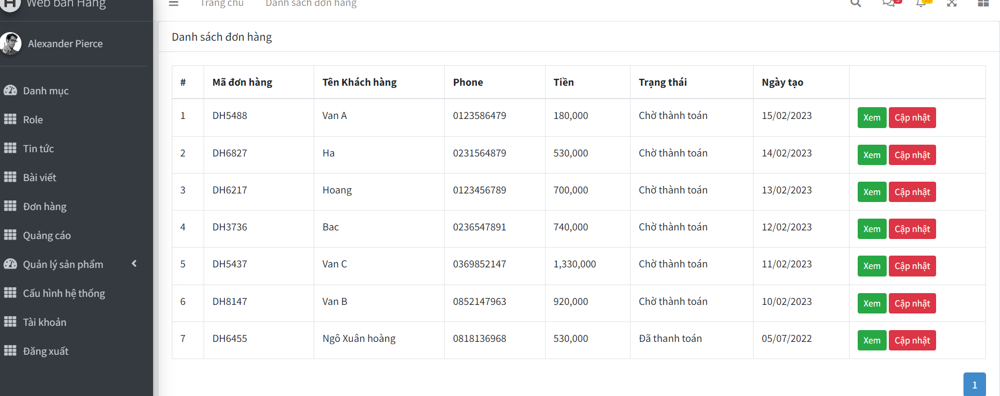 Web bán Hàng
Trang chủ
Danh sách đơn hàng
Alexander Pierce
Danh mục
Role
Tin tức
Bài viết
Đơn hàng
Quảng cáo
Quản lý sản phẩm
Cấu hình hệ thống
Tài khoản
Đăng xuất
Danh sách đơn hàng
# Mã đơn hàng Tên Khách hàng Phone Tiền Trạng thái Ngày tạo
1 DH5488 Van A 0123586479 180,000 Chờ thành toán 15/02/2023 Xem Cập nhật
2 DH6827 Ha 0231564879 530,000 Chờ thành toán 14/02/2023 Xem Cập nhật
3 DH6217 Hoang 0123456789 700,000 Chờ thành toán 13/02/2023 Xem Cập nhật
4 DH3736 Bac 0236547891 740,000 Chờ thành toán 12/02/2023 Xem Cập nhật
5 DH5437 Van C 0369852147 1,330,000 Chờ thành toán 11/02/2023 Xem Cập nhật
6 DH8147 Van B 0852147963 920,000 Chờ thành toán 10/02/2023 Xem Cập nhật
7 DH6455 Ngô Xuân hoàng 0818136968 530,000 Đã thanh toán 05/07/2022 Xem Cập nhật
1